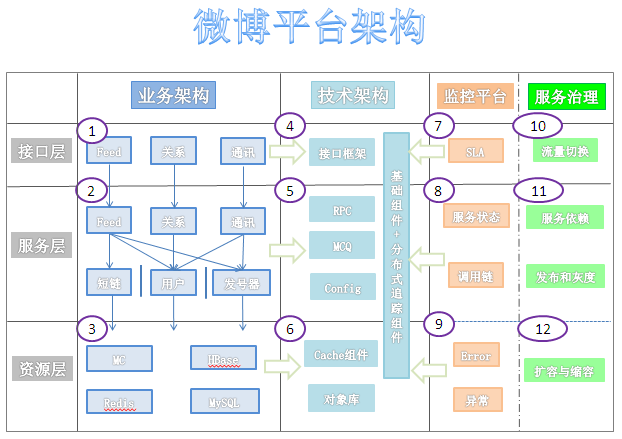 微博平台架构
业务架构
技术架构
监控平台
服务治理
接口层
1
Feed
关系
通讯
4
接口框架
7
SLA
10
流量切换
基础组件+分布式追踪组件
服务层
2
Feed
关系
通讯
短链
用户
发号器
5
RPC
MCQ
Config
8
服务状态
调用链
11
服务依赖
发布和灰度
资源层
3
MC
HBase
Redis
MySQL
6
Cache组件
对象库
9
Error
异常
12
扩容与缩容